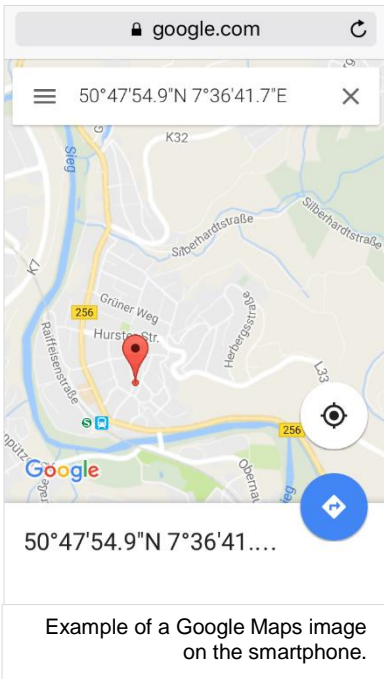 google.com
50°47'54.9"N 7°36'41.7"E
K32
Sieg
Silberhardtstraße
Silberhardtstraße
K7
Grüner Weg
256
Hurster Str.
Herbergsstraße
Raiffeisenstraße
L33
256
Google
50°47'54.9"N 7°36'41....
Example of a Google Maps image
on the smartphone.